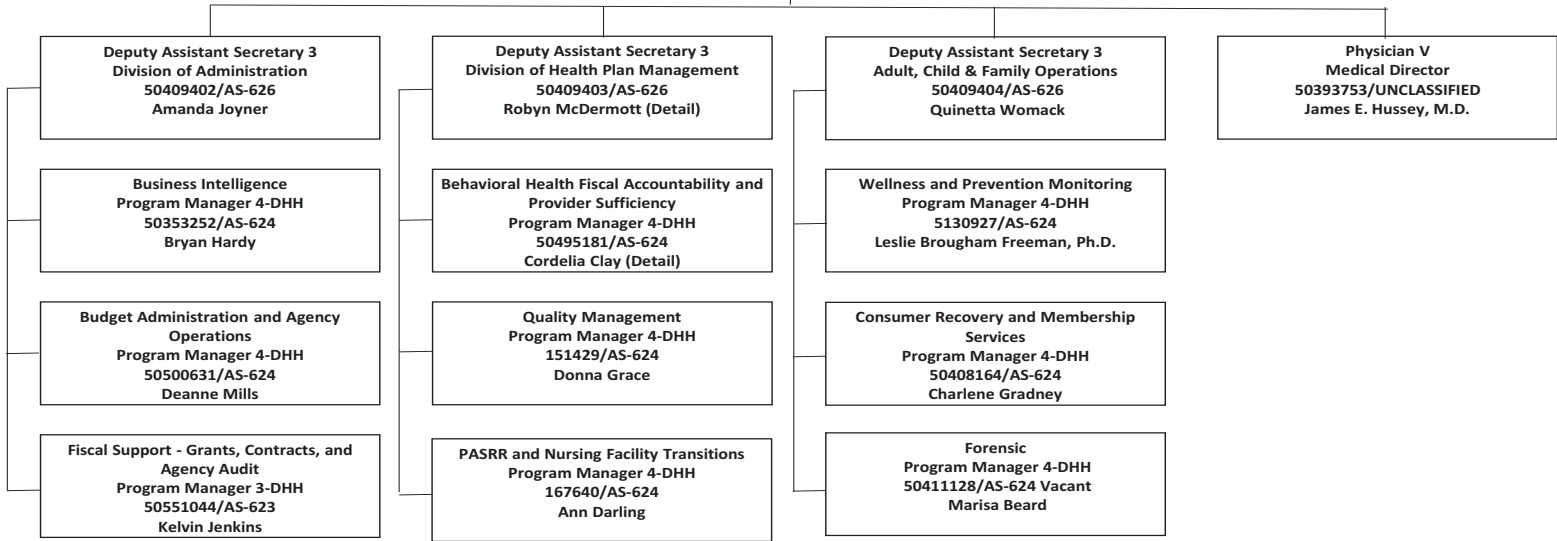 Deputy Assistant Secretary 3
Division of Administration
50409402/AS-626
Amanda Joyner
Business Intelligence
Program Manager 4-DHH
50353252/AS-624
Bryan Hardy
Budget Administration and Agency
Operations
Program Manager 4-DHH
50500631/AS-624
Deanne Mills
Fiscal Support - Grants, Contracts, and
Agency Audit
Program Manager 3-DHH
50551044/AS-623
Kelvin Jenkins
Deputy Assistant Secretary 3
Division of Health Plan Management
50409403/AS-626
Robyn McDermott (Detail)
Behavioral Health Fiscal Accountability and
Provider Sufficiency
Program Manager 4-DHH
50495181/AS-624
Cordelia Clay (Detail)
Quality Management
Program Manager 4-DHH
151429/AS-624
Donna Grace
PASRR and Nursing Facility Transitions
Program Manager 4-DHH
167640/AS-624
Ann Darling
Deputy Assistant Secretary 3
Adult, Child & Family Operations
50409404/AS-626
Quinetta Womack
Wellness and Prevention Monitoring
Program Manager 4-DHH
5130927/AS-624
Leslie Brougham Freeman, Ph.D.
Consumer Recovery and Membership
Services
Program Manager 4-DHH
50408164/AS-624
Charlene Gradney
Forensic
Program Manager 4-DHH
50411128/AS-624 Vacant
Marisa Beard
Physician V
Medical Director
50393753/UNCLASSIFIED
James E. Hussey, M.D.